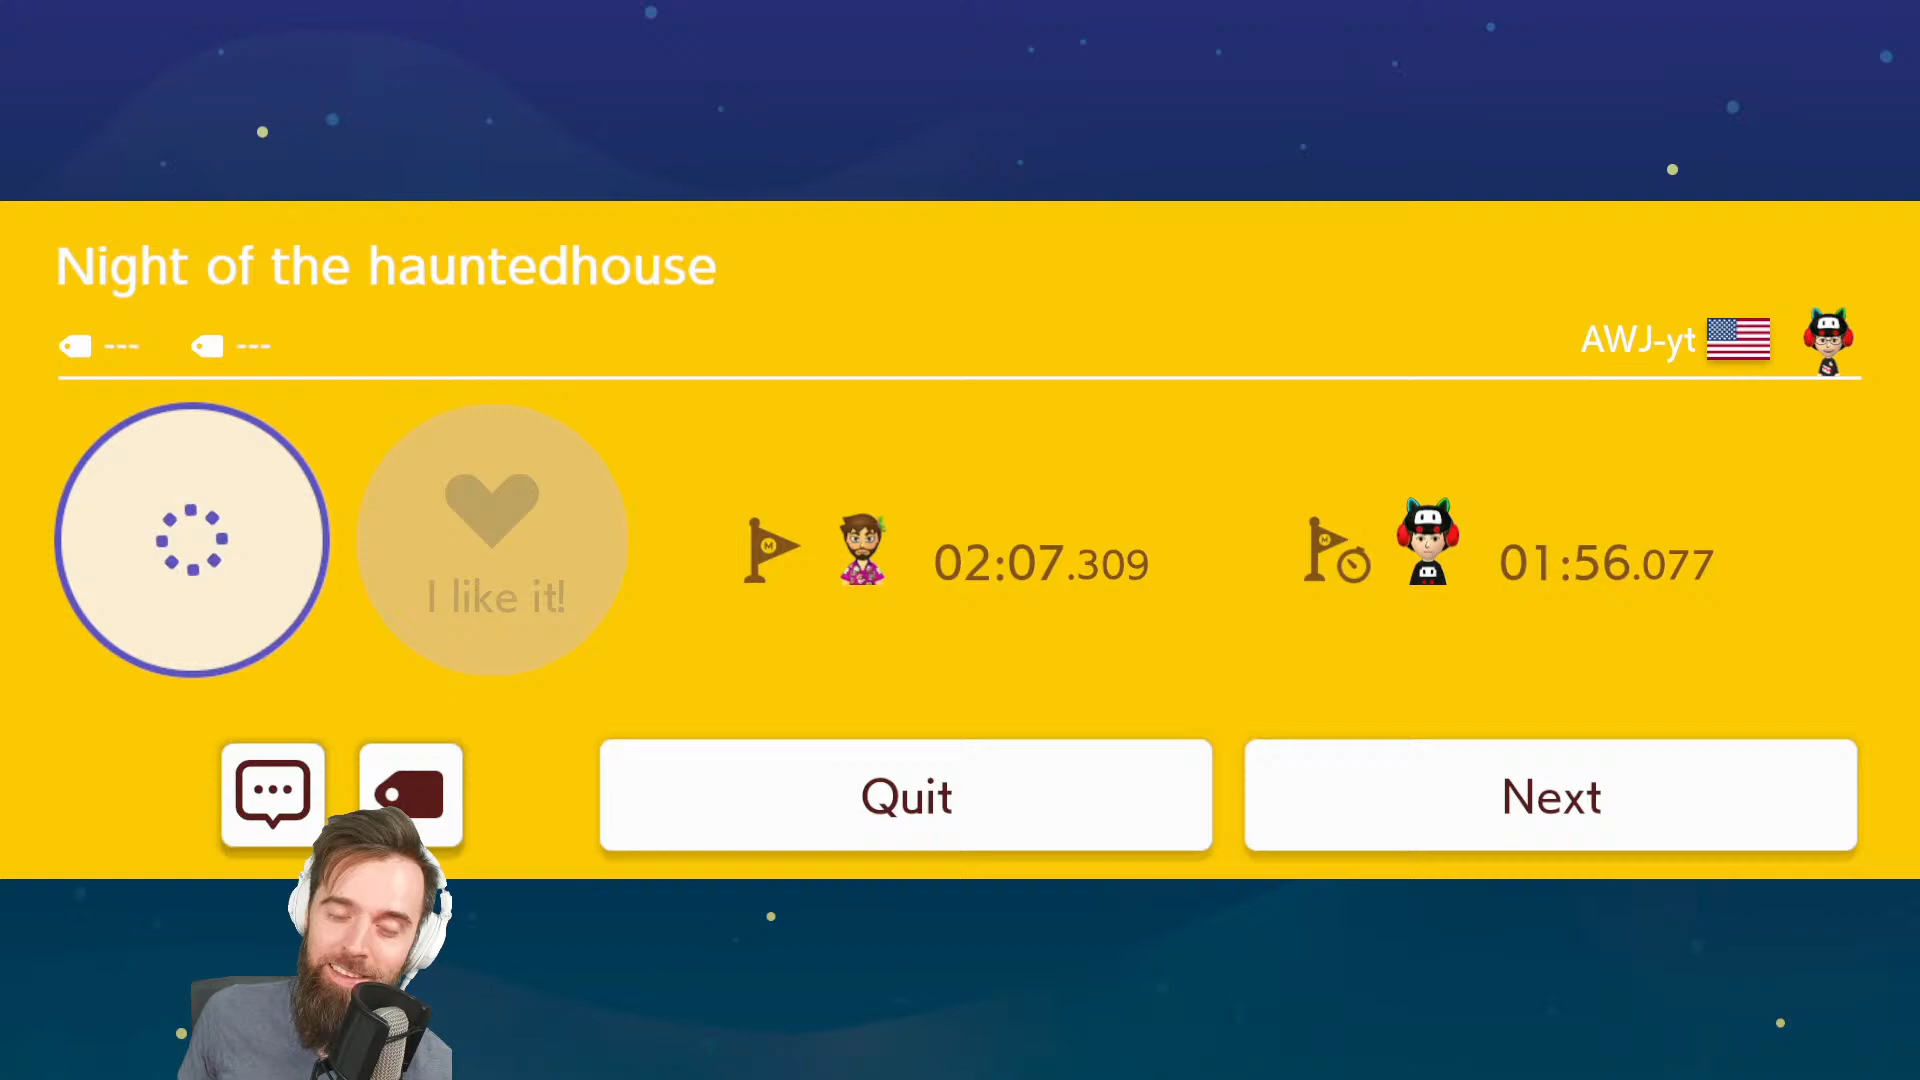 Night of the hauntedhouse
--- ---
AWJ-yt
I like it!
M 02:07.309
M 01:56.077
Quit
Next